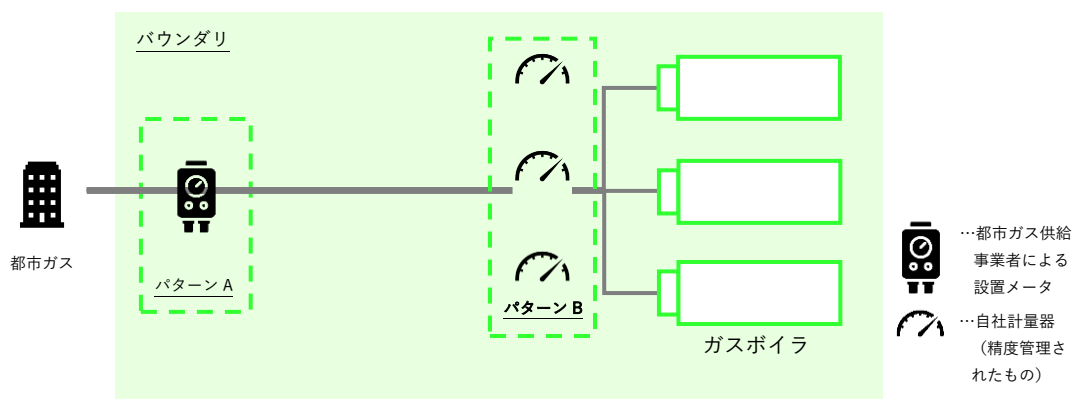 バウンダリ
都市ガス
パターン A
パターン B
ガスボイラ
…都市ガス供給
事業者による
設置メータ
…自社計量器
（精度管理さ
れたもの）